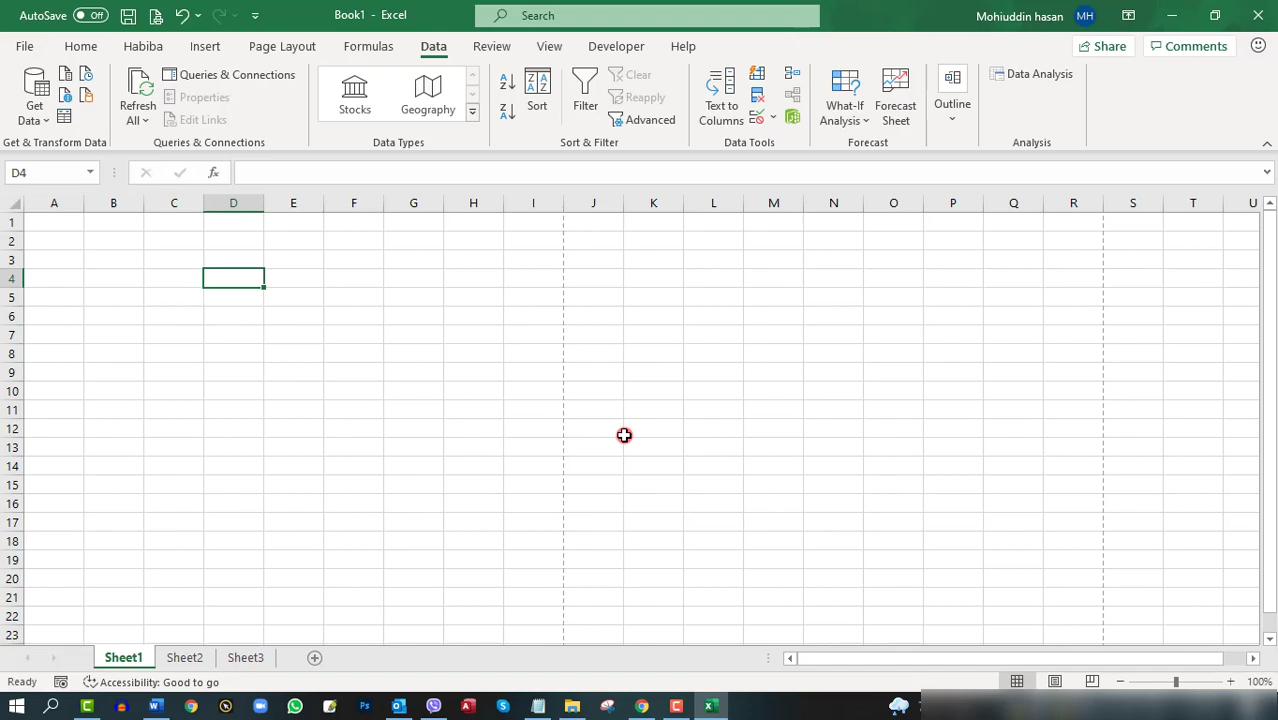 AutoSave Off Book1 - Excel Search Mohiuddin hasan MH
File Home Habiba Insert Page Layout Formulas Data Review View Developer Help Share Comments
Get Data
Refresh All
Queries & Connections
Properties
Edit Links
Stocks Geography
Sort
Filter
Clear
Reapply
Advanced
Text to Columns
What-If Analysis
Forecast Sheet
Outline
Data Analysis
Get & Transform Data Queries & Connections Data Types Sort & Filter Data Tools Forecast Analysis
D4 fx
A B C D E F G H I J K L M N O P Q R S T U
1
2
3
4
5
6
7
8
9
10
11
12
13
14
15
16
17
18
19
20
21
22
23
Sheet1 Sheet2 Sheet3
Ready Accessibility: Good to go 100%